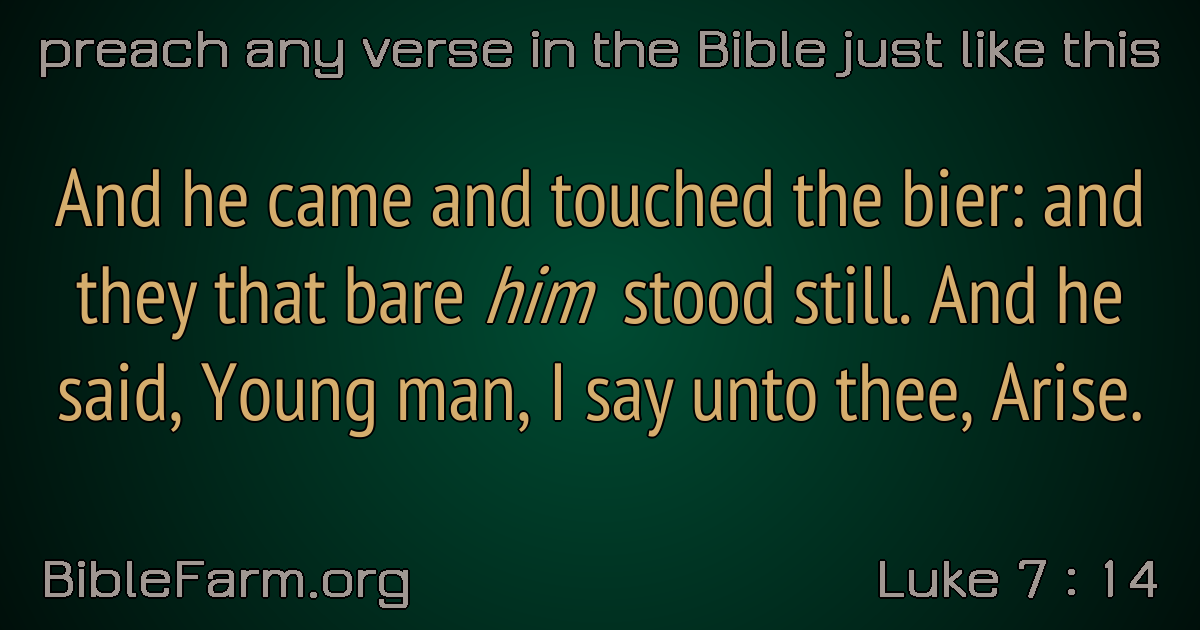 preach any verse in the Bible just like this
And he came and touched the bier: and
they that bare him stood still. And he
said, Young man, I say unto thee, Arise.
BibleFarm.org
Luke 7 : 14